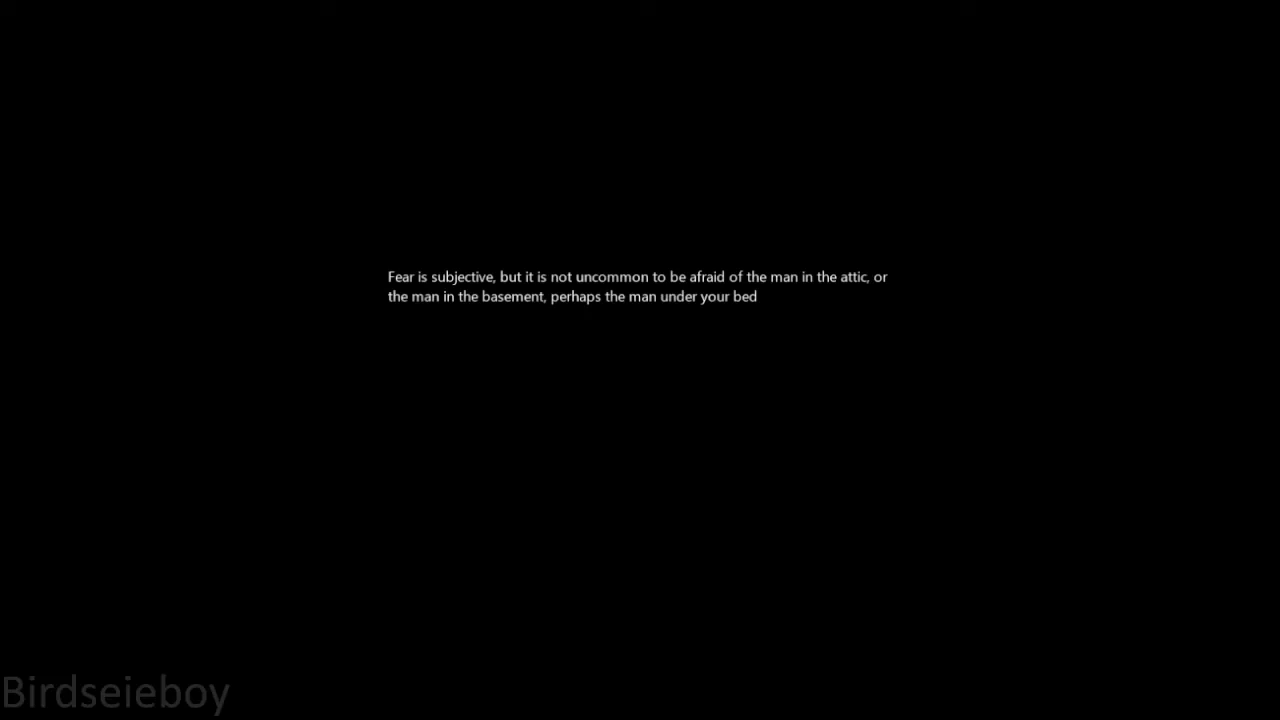 Fear is subjective, but it is not uncommon to be afraid of the man in the attic, or
the man in the basement, perhaps the man under your bed
Birdseieboy